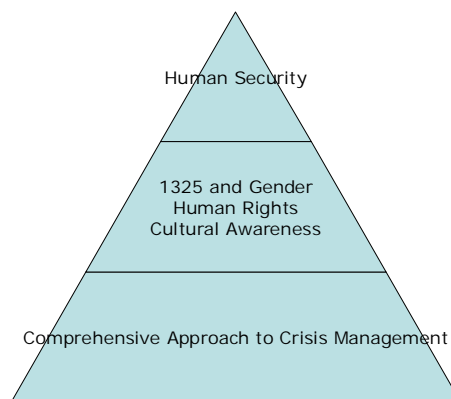 Human Security
1325 and Gender
Human Rights
Cultural Awareness
Comprehensive Approach to Crisis Management